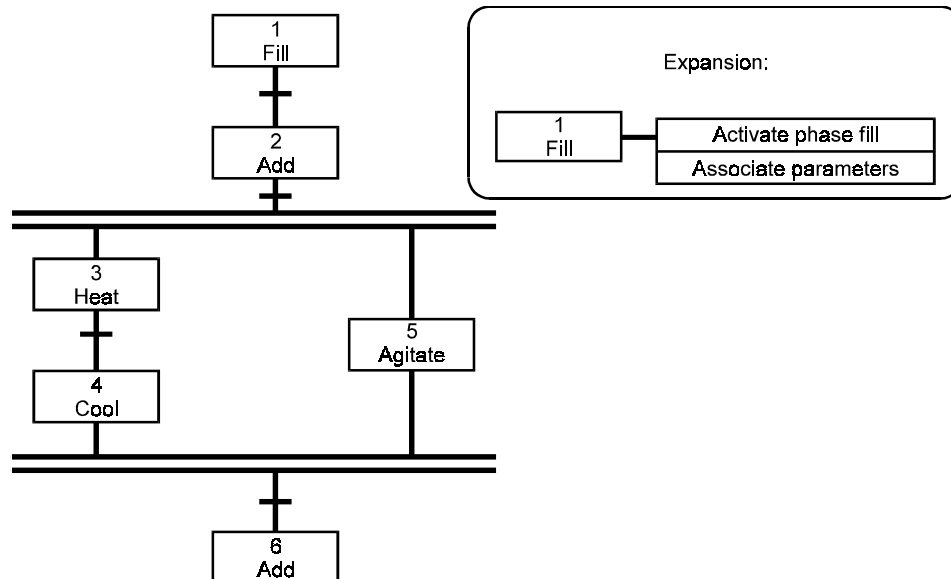 1
Fill
2
Add
3
Heat
4
Cool
5
Agitate
6
Add
Expansion:
1
Fill
Activate phase fill
Associate parameters